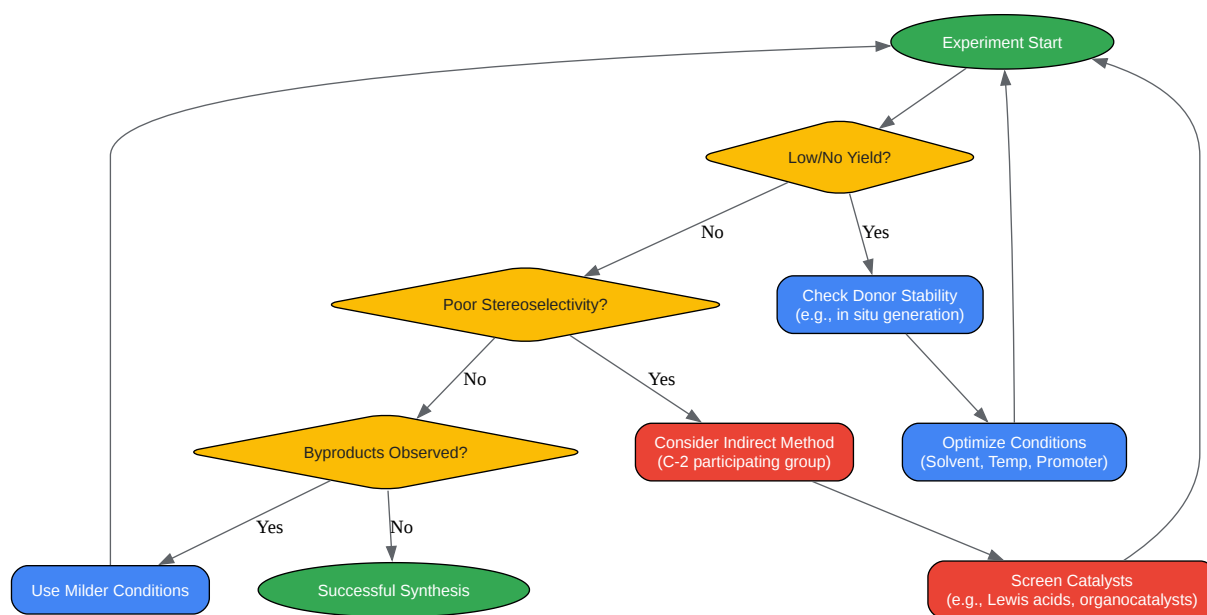 Experiment Start
Low/No Yield?
No
Yes
Poor Stereoselectivity?
Check Donor Stability
(e.g., in situ generation)
No
Yes
Byproducts Observed?
Consider Indirect Method
(C-2 participating group)
Optimize Conditions
(Solvent, Temp, Promoter)
Yes
No
Use Milder Conditions
Successful Synthesis
Screen Catalysts
(e.g., Lewis acids, organocatalysts)